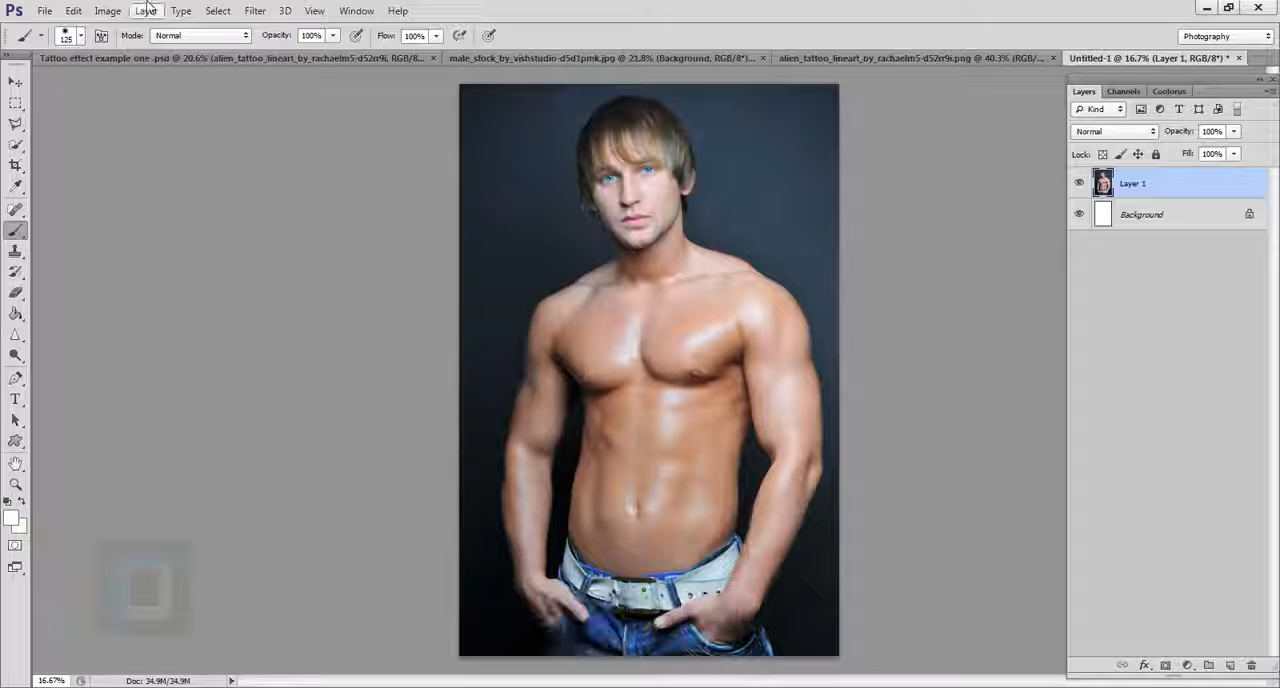 Ps File Edit Image Layer Type Select Filter 3D View Window Help
125 Mode: Normal Opacity: 100% Flow: 100% Photography
Tattoo effect example one .psd @ 20.6% (alien_tattoo_lineart_by_rachaelm5-d52rr9i, RGB/8... × male_stock_by_vishstudio-d5d1pmk.jpg @ 21.8% (Background, RGB/8*)... × alien_tattoo_lineart_by_rachaelm5-d52rr9i.png @ 40.3% (RGB/... × Untitled-1 @ 16.7% (Layer 1, RGB/8*) * ×
Layers Channels Coolorus
Kind
Normal Opacity: 100%
Lock: Fill: 100%
Layer 1
Background
T
fx
16.67% Doc: 34.9M/34.9M